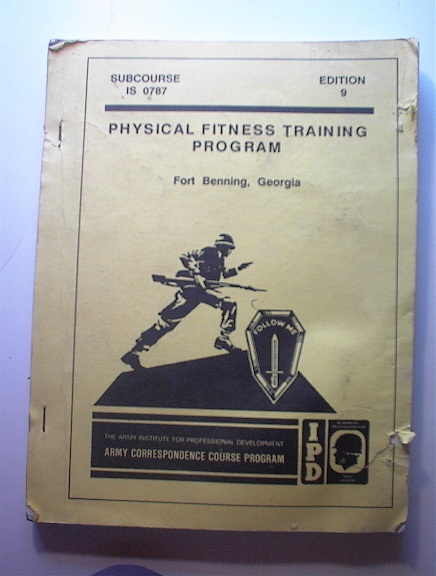 SUBCOURSE
IS 0787
EDITION
9
PHYSICAL FITNESS TRAINING
PROGRAM
Fort Benning, Georgia
FOLLOW ME
THE ARMY INSTITUTE FOR PROFESSIONAL DEVELOPMENT
ARMY CORRESPONDENCE COURSE PROGRAM
IPD